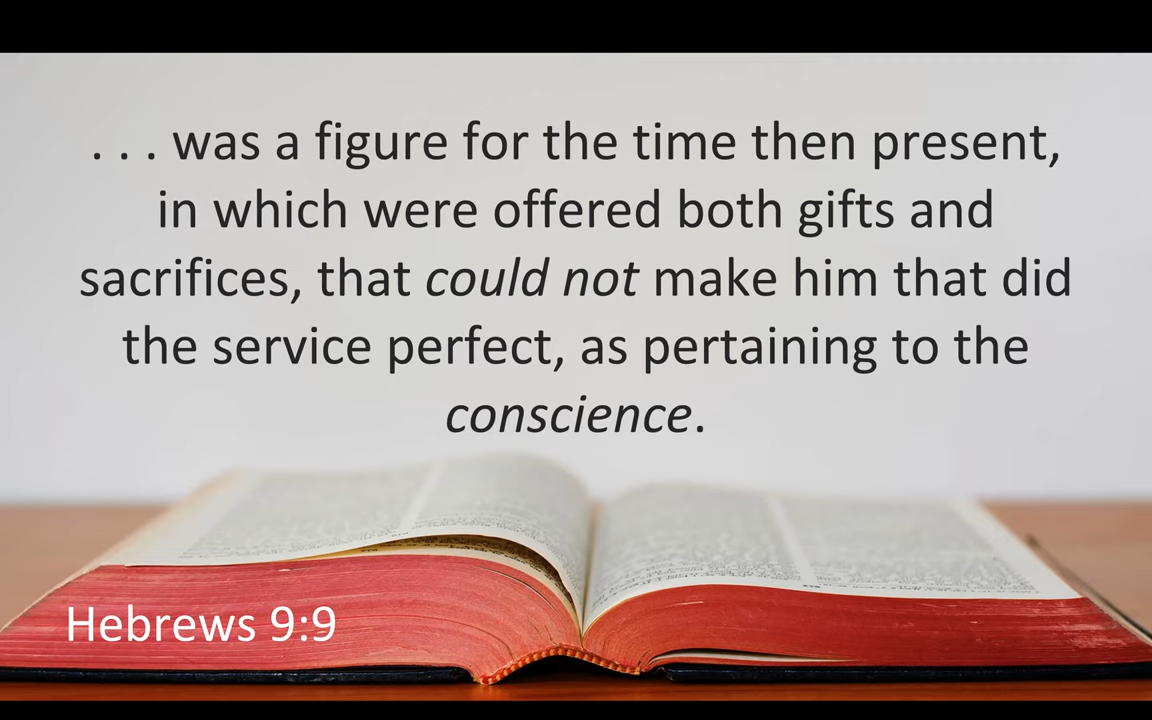 . . . was a figure for the time then present,
in which were offered both gifts and
sacrifices, that could not make him that did
the service perfect, as pertaining to the
conscience.
Hebrews 9:9